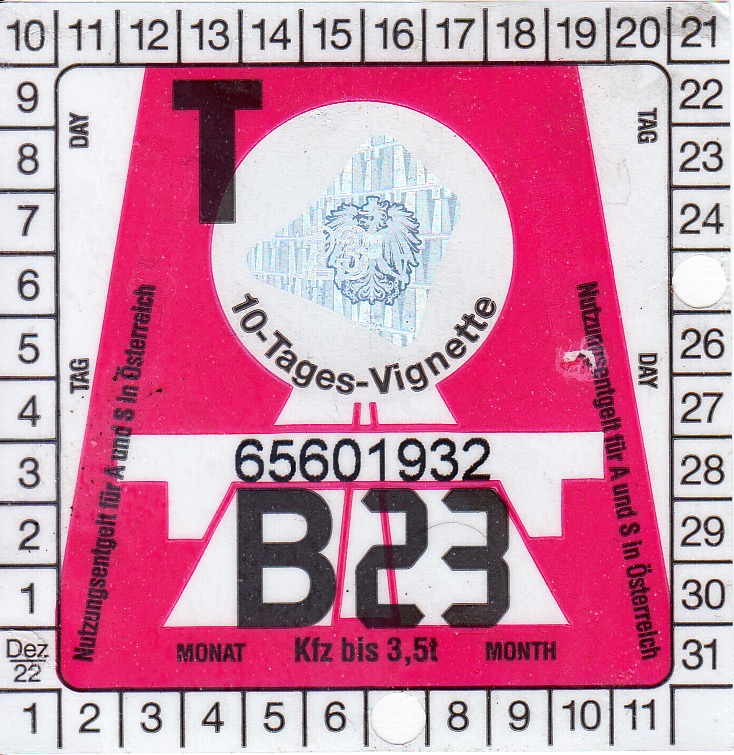 10 11 12 13 14 15 16 17 18 19 20 21
9 22
8 23
7 24
6
5 26
4 27
3 28
2 29
1 30
Dez 22 31
1 2 3 4 5 6 8 9 10 11
DAY
TAG
TAG
DAY
T
10-Tages-Vignette
Nutzungsentgelt für A und S in Österreich
Nutzungsentgelt für A und S in Österreich
65601932
B23
MONAT Kfz bis 3,5t MONTH